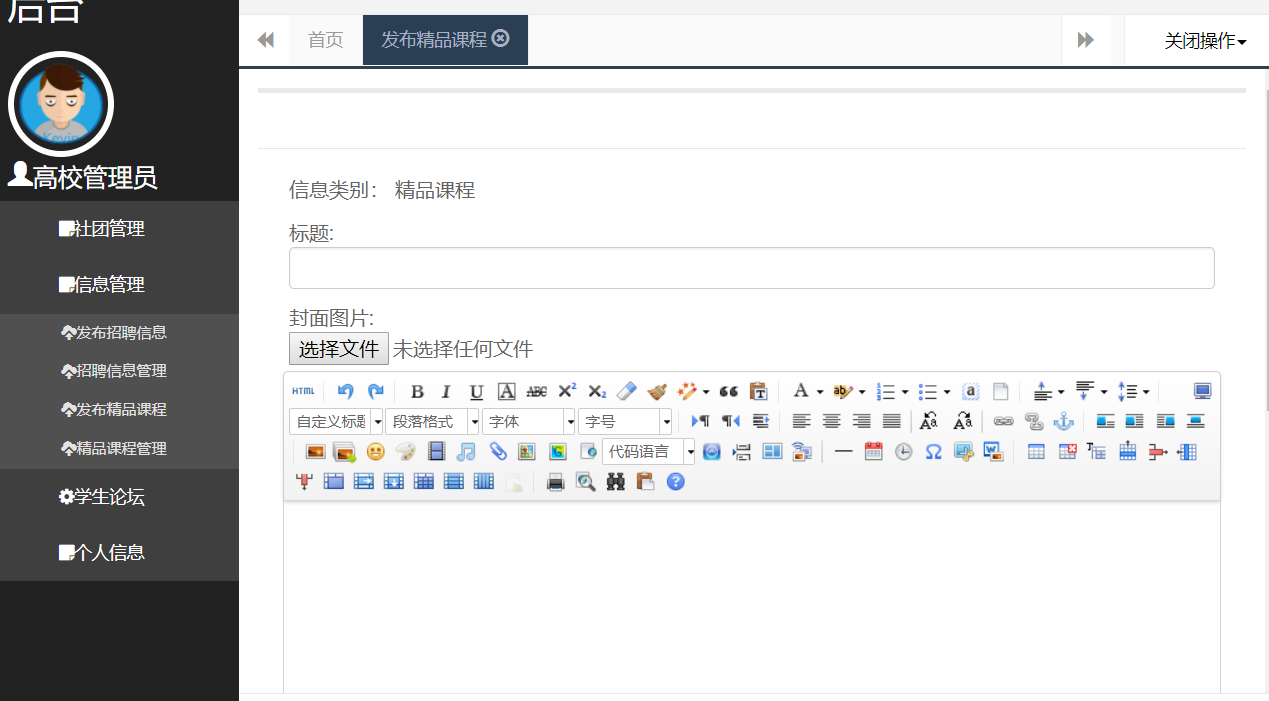 后台
Kevin
高校管理员
社团管理
信息管理
发布招聘信息
招聘信息管理
发布精品课程
精品课程管理
学生论坛
个人信息
首页 发布精品课程 关闭操作
信息类别： 精品课程
标题:
封面图片:
选择文件 未选择任何文件
HTML B I U A ABC X² X₂ A ab a
自定义标题 段落格式 字体 字号
代码语言